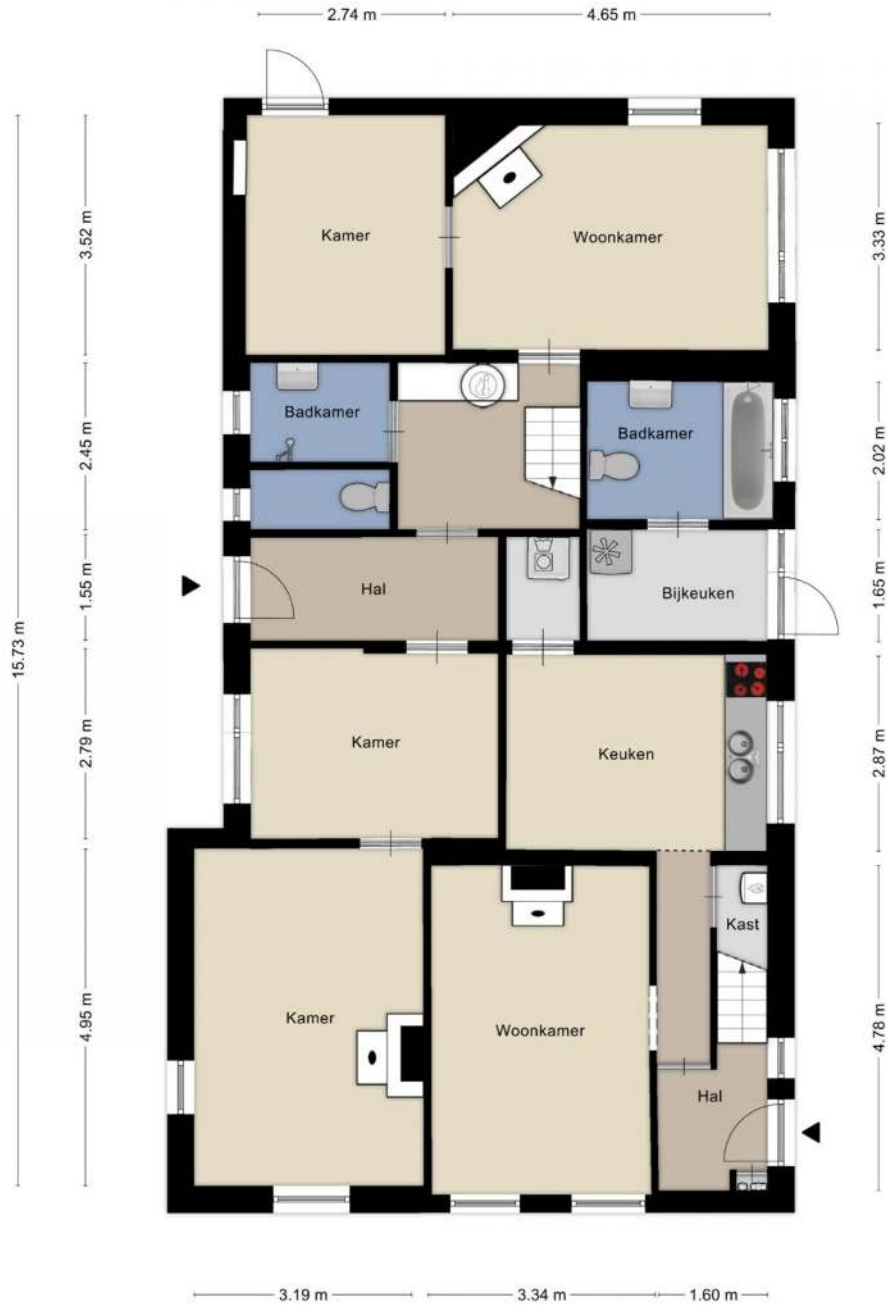 2.74 m
4.65 m
15.73 m
3.52 m
2.45 m
1.55 m
2.79 m
4.95 m
Kamer
Woonkamer
Badkamer
Badkamer
Hal
Bijkeuken
Kamer
Keuken
Kast
Kamer
Woonkamer
Hal
3.33 m
2.02 m
1.65 m
2.87 m
4.78 m
3.19 m
3.34 m
1.60 m